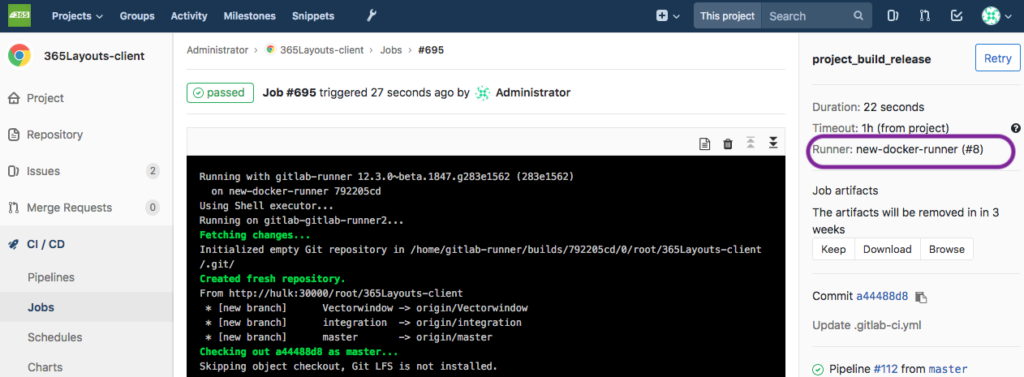 365
Projects
Groups
Activity
Milestones
Snippets
This project
Search
365Layouts-client
Project
Repository
Issues 2
Merge Requests 0
CI / CD
Pipelines
Jobs
Schedules
Charts
Administrator > 365Layouts-client > Jobs > #695
passed Job #695 triggered 27 seconds ago by Administrator
Running with gitlab-runner 12.3.0~beta.1847.g283e1562 (283e1562)
on new-docker-runner 792205cd
Using Shell executor...
Running on gitlab-gitlab-runner2...
Fetching changes...
Initialized empty Git repository in /home/gitlab-runner/builds/792205cd/0/root/365Layouts-client
/.git/
Created fresh repository.
From http://hulk:30000/root/365Layouts-client
* [new branch] Vectorwindow -> origin/Vectorwindow
* [new branch] integration -> origin/integration
* [new branch] master -> origin/master
Checking out a44488d8 as master...
Skipping object checkout, Git LFS is not installed.
project_build_release
Retry
Duration: 22 seconds
Timeout: 1h (from project)
Runner: new-docker-runner (#8)
Job artifacts
The artifacts will be removed in in 3
weeks
Keep Download Browse
Commit a44488d8
Update .gitlab-ci.yml
Pipeline #112 from master